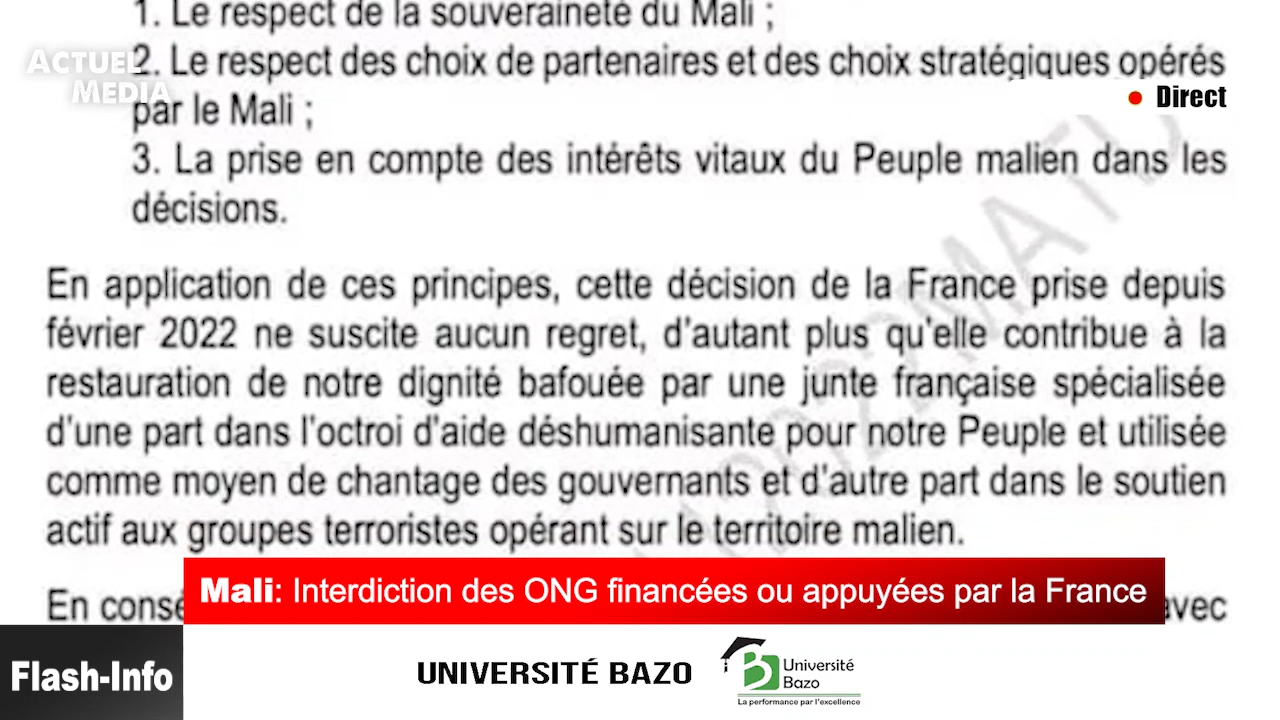 1. Le respect de la souveraineté du Mali ;
ACTUEL MEDIA
2. Le respect des choix de partenaires et des choix stratégiques opérés
par le Mali ;
Direct
3. La prise en compte des intérêts vitaux du Peuple malien dans les
décisions.
En application de ces principes, cette décision de la France prise depuis
février 2022 ne suscite aucun regret, d'autant plus qu'elle contribue à la
restauration de notre dignité bafouée par une junte française spécialisée
d'une part dans l'octroi d'aide déshumanisante pour notre Peuple et utilisée
comme moyen de chantage des gouvernants et d'autre part dans le soutien
actif aux groupes terroristes opérant sur le territoire malien.
En avec
Mali: Interdiction des ONG financées ou appuyées par la France
Flash-Info
UNIVERSITÉ BAZO
Université
Bazo
La performance par l'excellence